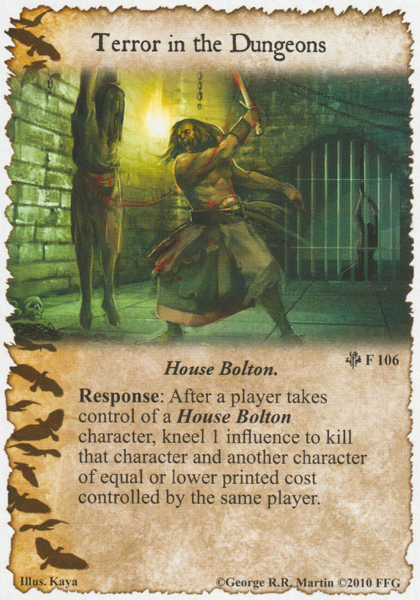 Terror in the Dungeons
F 106
House Bolton.
Response: After a player takes
control of a House Bolton
character, kneel 1 influence to kill
that character and another character
of equal or lower printed cost
controlled by the same player.
Illus. Kaya
©George R.R. Martin ©2010 FFG